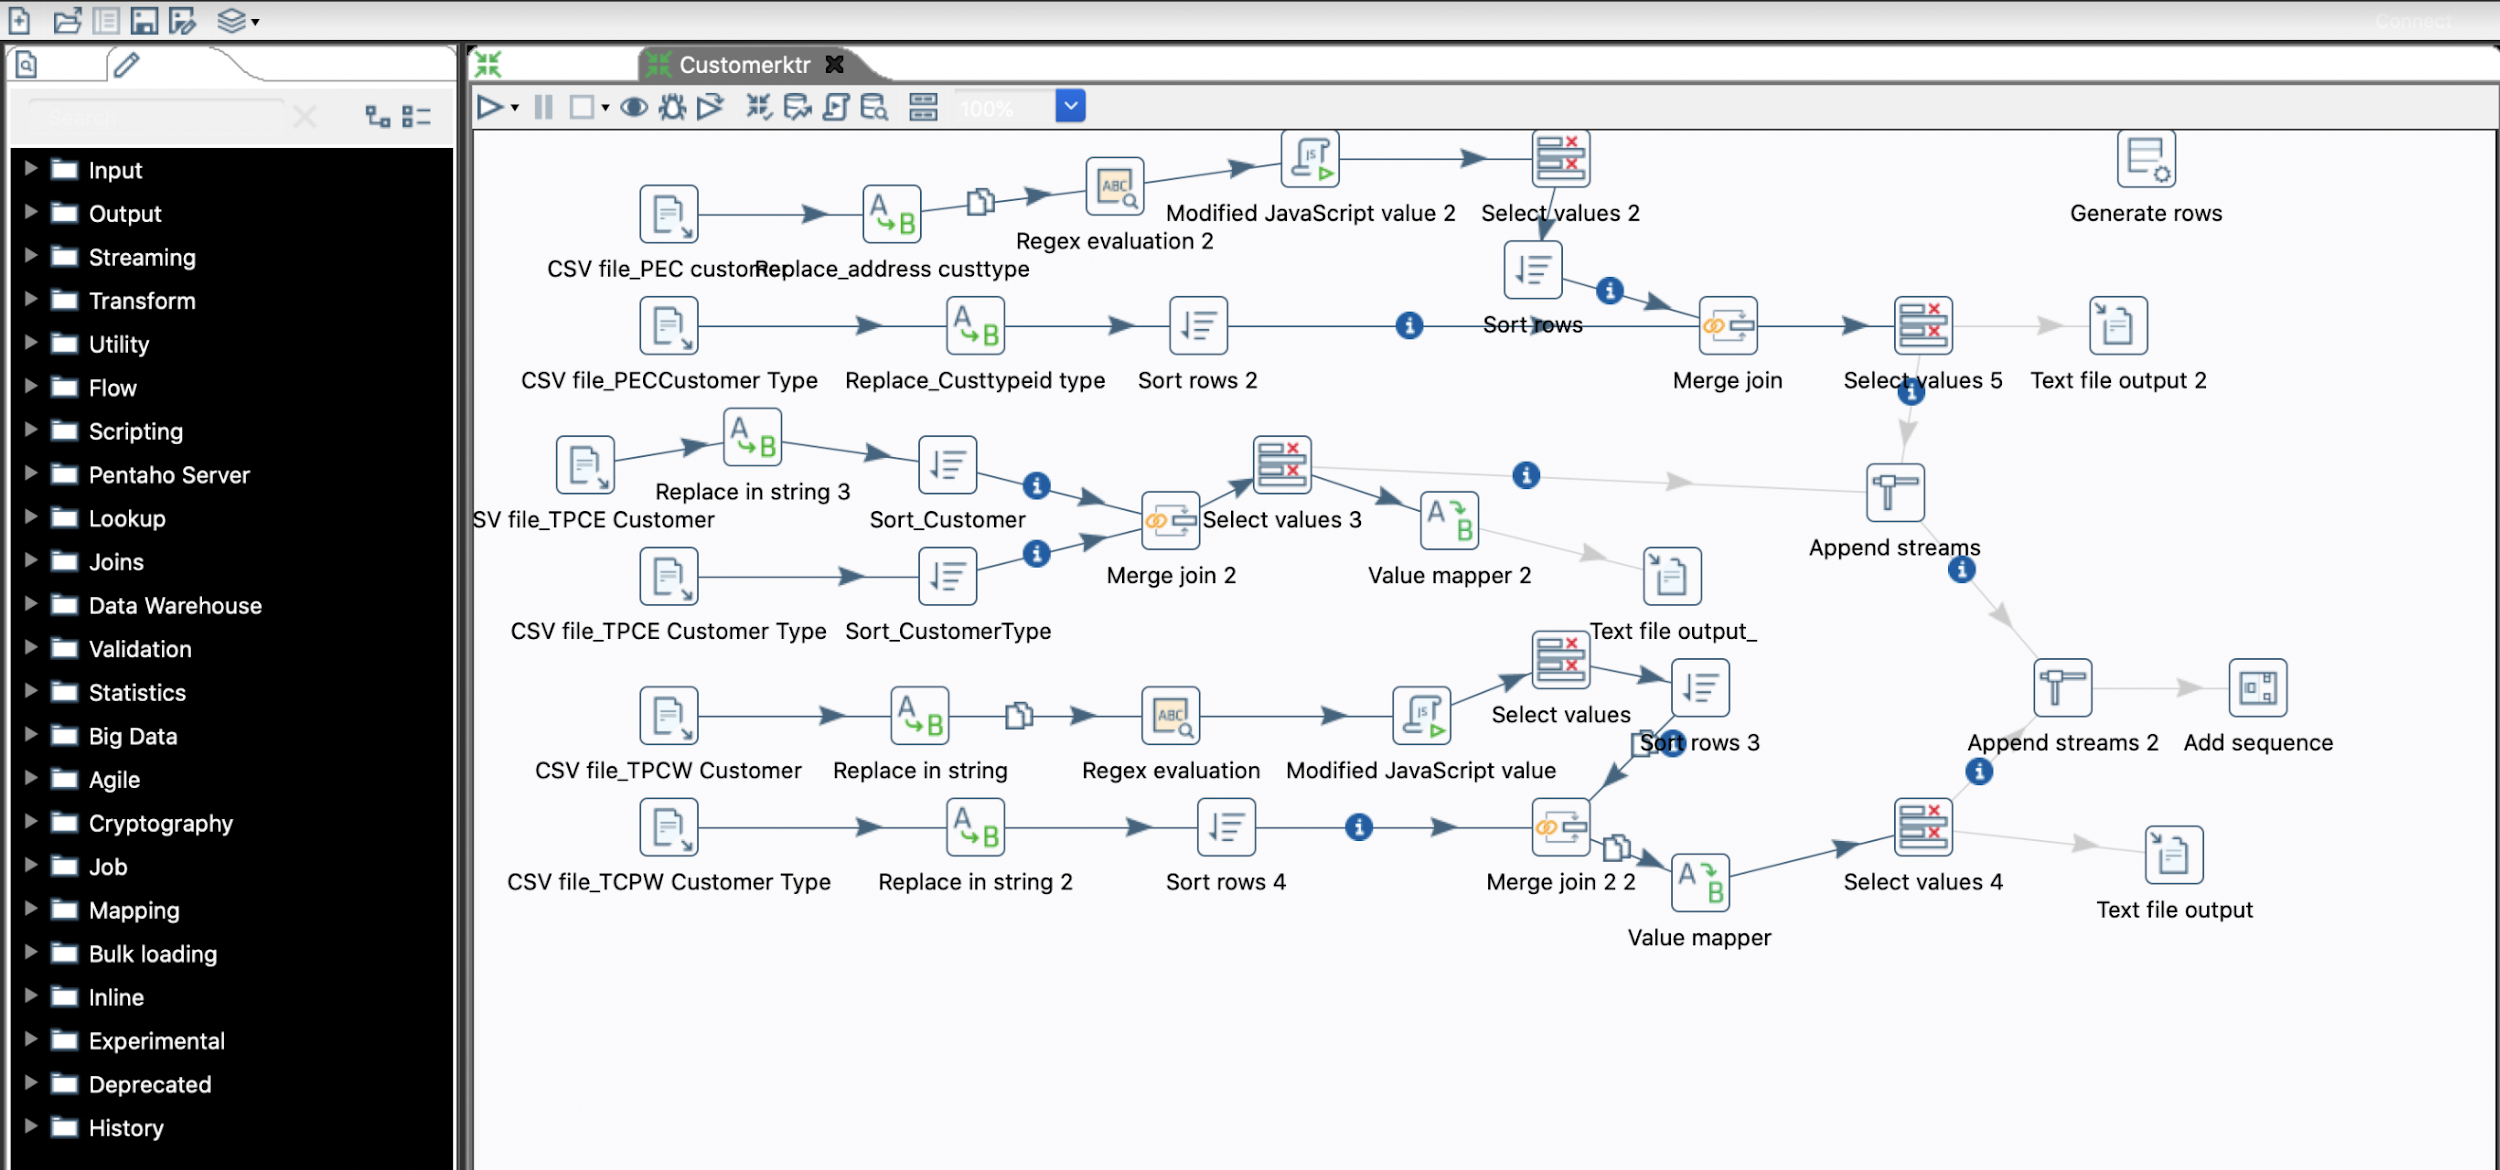 Connect
Customerktr
Search
100%
Input
Output
Streaming
Transform
Utility
Flow
Scripting
Pentaho Server
Lookup
Joins
Data Warehouse
Validation
Statistics
Big Data
Agile
Cryptography
Job
Mapping
Bulk loading
Inline
Experimental
Deprecated
History
Modified JavaScript value 2
Select values 2
Generate rows
Regex evaluation 2
CSV file_PEC customer
Replace_address custtype
Sort rows
CSV file_PECCustomer Type
Replace_Custtypeid type
Sort rows 2
Merge join
Select values 5
Text file output 2
Replace in string 3
SV file_TPCE Customer
Sort_Customer
Select values 3
Append streams
Merge join 2
Value mapper 2
CSV file_TPCE Customer Type
Sort_CustomerType
Text file output_
Select values
Sort rows 3
Append streams 2
Add sequence
CSV file_TPCW Customer
Replace in string
Regex evaluation
Modified JavaScript value
CSV file_TCPW Customer Type
Replace in string 2
Sort rows 4
Merge join 2 2
Select values 4
Text file output
Value mapper